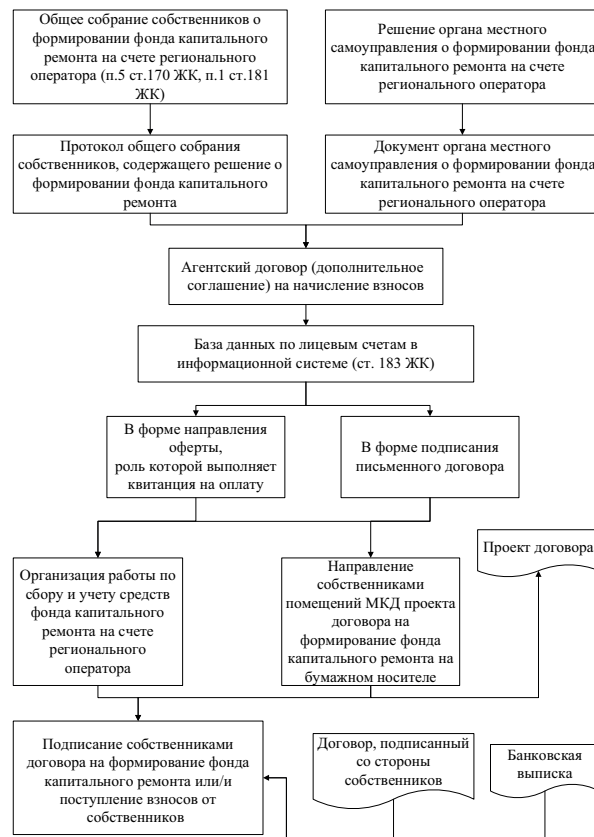 Общее собрание собственников о
формировании фонда капитального
ремонта на счете регионального
оператора (п.5 ст.170 ЖК, п.1 ст.181
ЖК)
Решение органа местного
самоуправления о формировании фонда
капитального ремонта на счете
регионального оператора
Протокол общего собрания
собственников, содержащего решение о
формировании фонда капитального
ремонта
Документ органа местного
самоуправления о формировании фонда
капитального ремонта на счете
регионального оператора
Агентский договор (дополнительное
соглашение) на начисление взносов
База данных по лицевым счетам в
информационной системе (ст. 183 ЖК)
В форме направления
оферты,
роль которой выполняет
квитанция на оплату
В форме подписания
письменного договора
Проект договора
Организация работы по
сбору и учету средств
фонда капитального
ремонта на счете
регионального
оператора
Направление
собственниками
помещений МКД проекта
договора на
формирование фонда
капитального ремонта на
бумажном носителе
Подписание собственниками
договора на формирование фонда
капитального ремонта или/и
поступление взносов от
собственников
Договор, подписанный
со стороны
собственников
Банковская
выписка